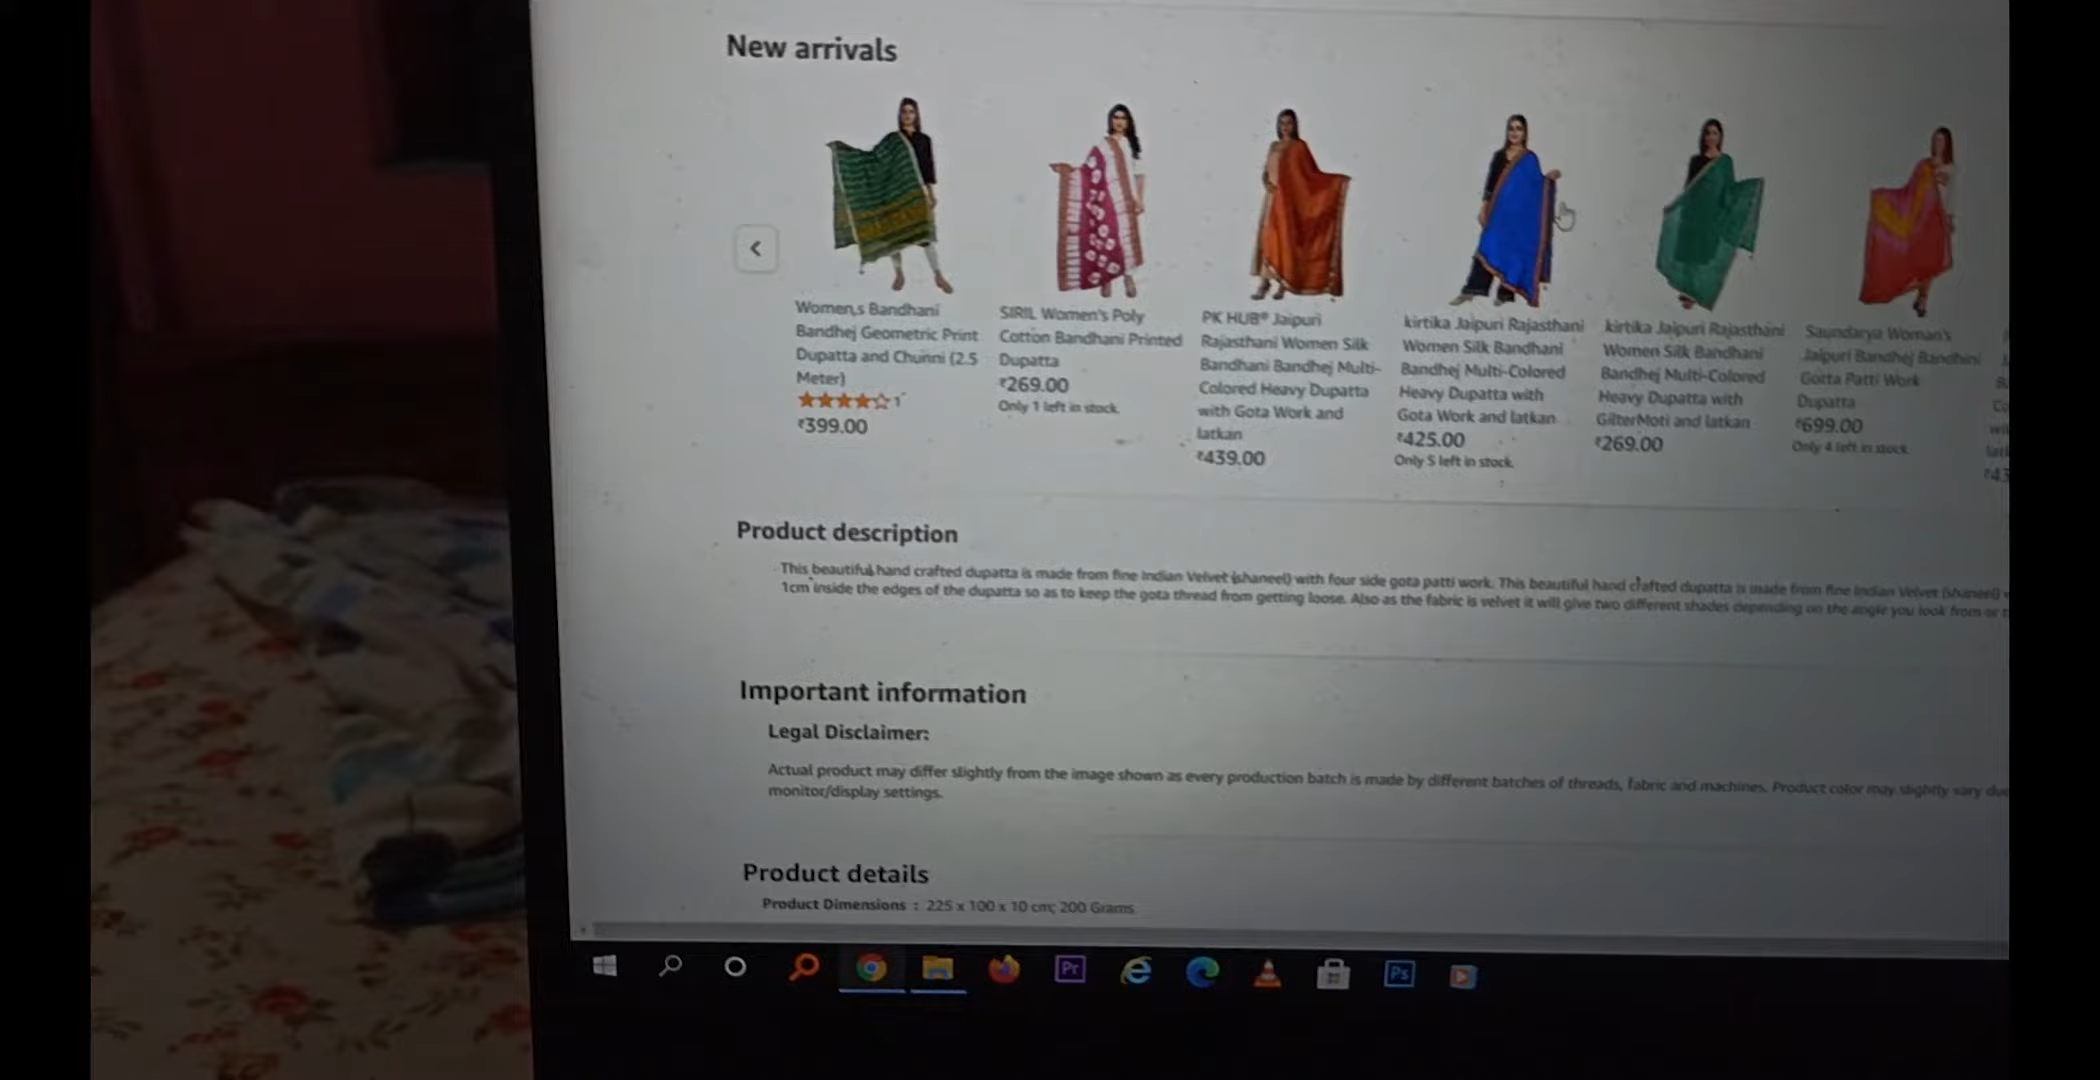 New arrivals
Women,s Bandhani
Bandhej Geometric Print
Dupatta and Chunni (2.5
Meter)
1
₹399.00
SIRIL Women's Poly
Cotton Bandhani Printed
Dupatta
₹269.00
Only 1 left in stock.
PK HUB® Jaipuri
Rajasthani Women Silk
Bandhani Bandhej Multi-
Colored Heavy Dupatta
with Gota Work and
latkan
₹439.00
kirtika Jaipuri Rajasthani
Women Silk Bandhani
Bandhej Multi-Colored
Heavy Dupatta with
Gota Work and latkan
₹425.00
Only 5 left in stock.
kirtika Jaipuri Rajasthani
Women Silk Bandhani
Bandhej Multi-Colored
Heavy Dupatta with
GilterMoti and latkan
₹269.00
Saundarya Woman's
Jaipuri Bandhej Bandhini
Gotta Patti Work
Dupatta
₹699.00
Only 4 left in stock.
Product description
This beautiful hand crafted dupatta is made from fine Indian Velvet (shaneel) with four side gota patti work. This beautiful hand crafted dupatta is made from fine Indian Velvet (Shaneel)
1cm inside the edges of the dupatta so as to keep the gota thread from getting loose. Also as the fabric is velvet it will give two different shades depending on the angle you look from or
Important information
Legal Disclaimer:
Actual product may differ slightly from the image shown as every production batch is made by different batches of threads, fabric and machines. Product color may slightly vary due
monitor/display settings.
Product details
Product Dimensions : 225 x 100 x 10 cm; 200 Grams
Pr
Ps